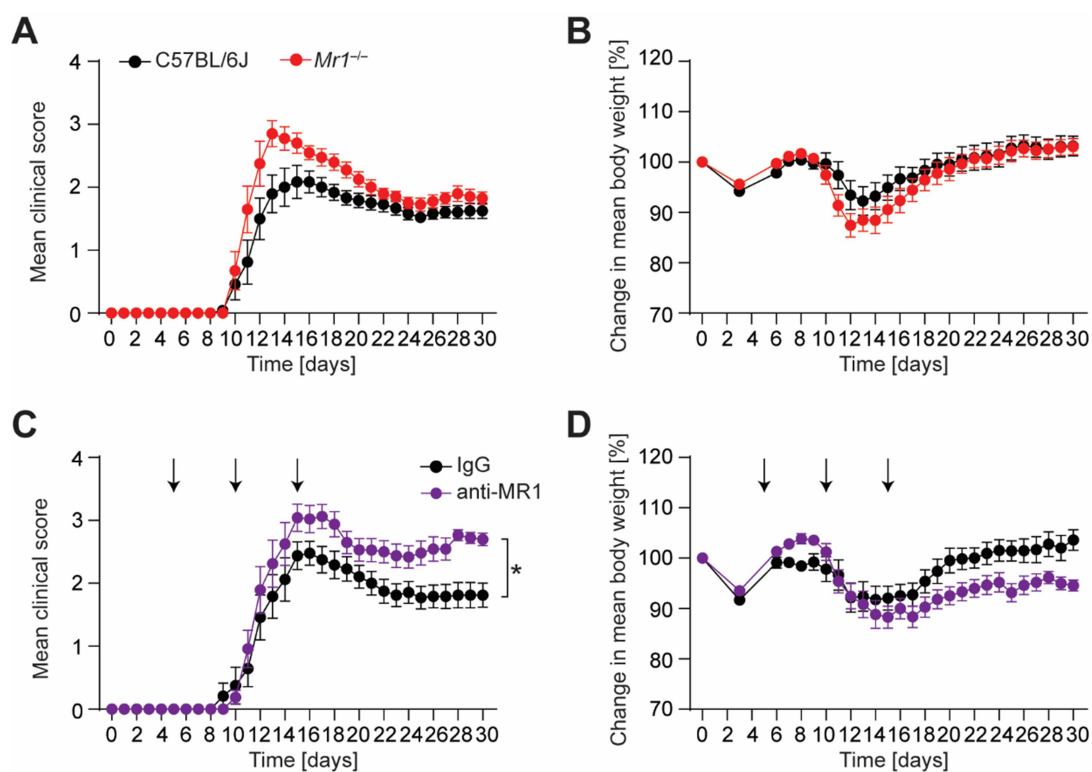 A
C57BL/6J
Mr1–/–
Mean clinical score
4
3
2
1
0
0 2 4 6 8 10 12 14 16 18 20 22 24 26 28 30
Time [days]
B
Change in mean body weight [%]
120
110
100
90
80
70
0 2 4 6 8 10 12 14 16 18 20 22 24 26 28 30
Time [days]
C
IgG
anti-MR1
Mean clinical score
4
3
2
1
0
*
0 2 4 6 8 10 12 14 16 18 20 22 24 26 28 30
Time [days]
D
Change in mean body weight [%]
120
110
100
90
80
70
0 2 4 6 8 10 12 14 16 18 20 22 24 26 28 30
Time [days]